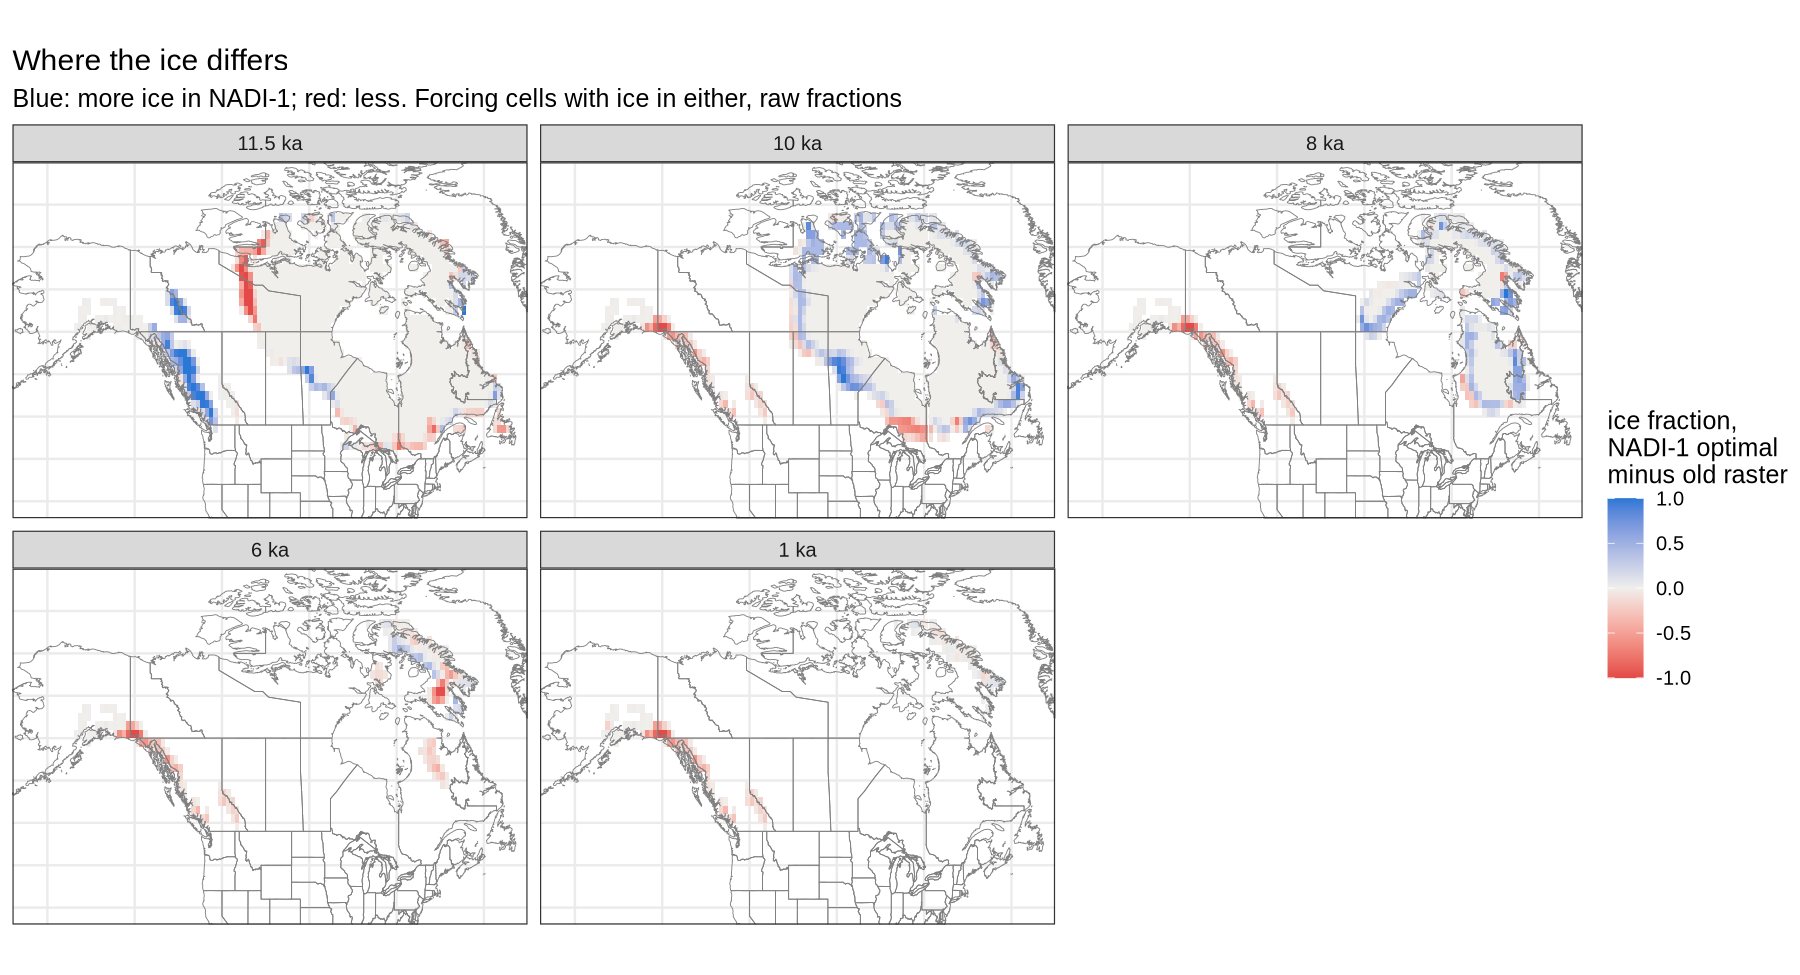 Where the ice differs
Blue: more ice in NADI-1; red: less. Forcing cells with ice in either, raw fractions
11.5 ka
10 ka
8 ka
6 ka
1 ka
ice fraction,
NADI-1 optimal
minus old raster
1.0
0.5
0.0
-0.5
-1.0